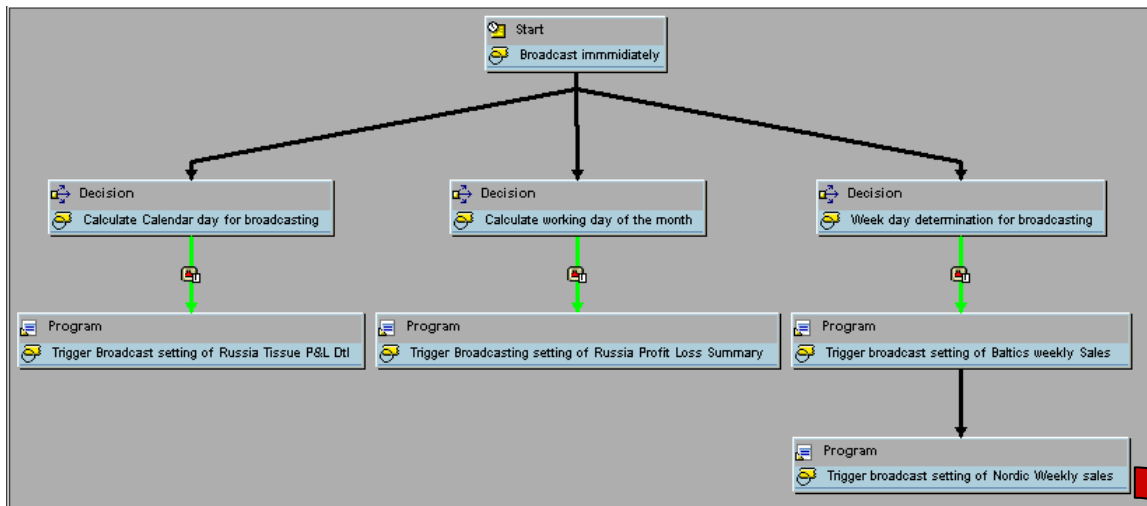 Start
Broadcast immmidiately
Decision
Calculate Calendar day for broadcasting
Decision
Calculate working day of the month
Decision
Week day determination for broadcasting
Program
Trigger Broadcast setting of Russia Tissue P&L Dtl
Program
Trigger Broadcasting setting of Russia Profit Loss Summary
Program
Trigger broadcast setting of Baltics weekly Sales
Program
Trigger broadcast setting of Nordic Weekly sales